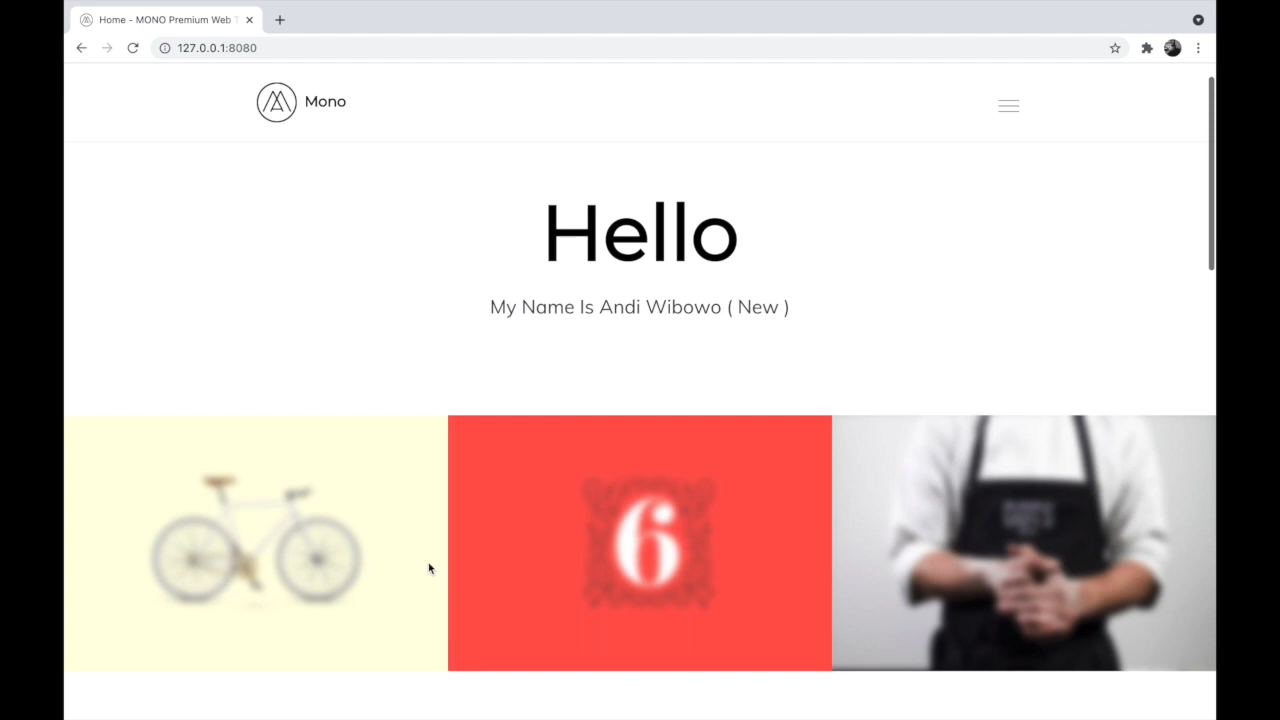 Home - MONO Premium Web T
127.0.0.1:8080
Mono
Hello
My Name Is Andi Wibowo ( New )
6